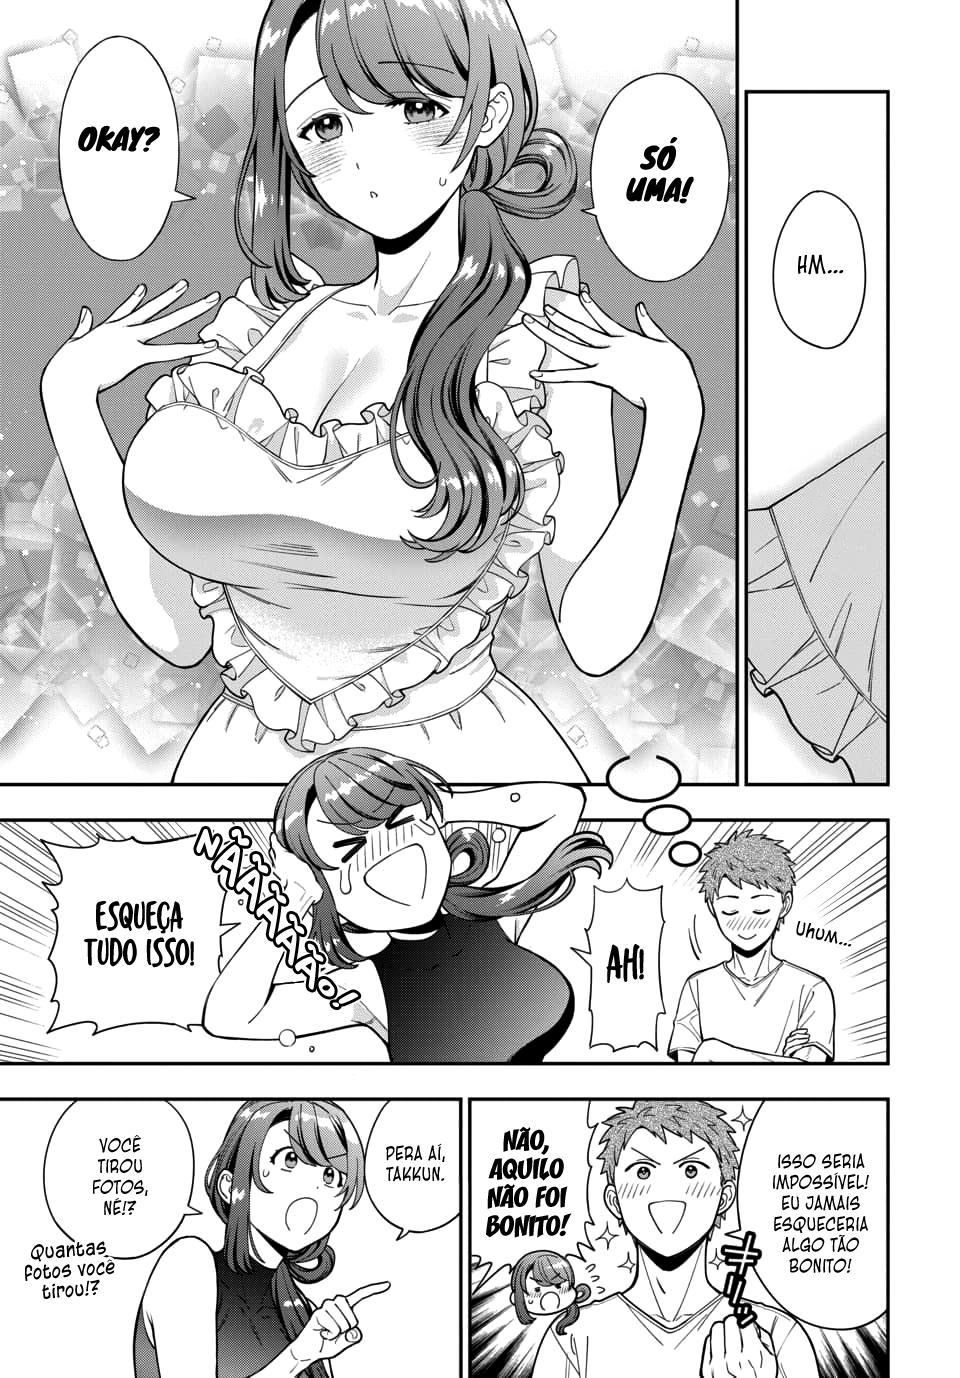 HM...
SÓ
UMA!
OKAY?
UHUM...
AH!
NÃÃÃÃÃÃO!
ESQUEÇA
TUDO ISSO!
ISSO SERIA
IMPOSSÍVEL!
EU JAMAIS
ESQUECERIA
ALGO TÃO
BONITO!
NÃO,
AQUILO
NÃO FOI
BONITO!
PERA AÍ,
TAKKUN.
VOCÊ
TIROU
FOTOS,
NÉ!?
Quantas
fotos você
tirou!?